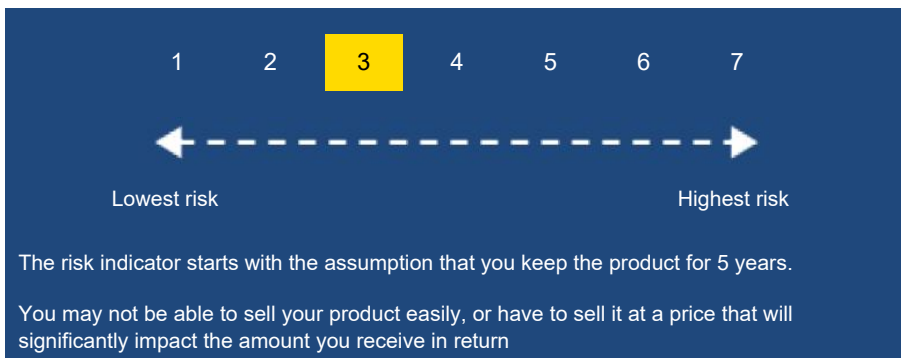 1 2 3 4 5 6 7
Lowest risk Highest risk
The risk indicator starts with the assumption that you keep the product for 5 years.
You may not be able to sell your product easily, or have to sell it at a price that will
significantly impact the amount you receive in return